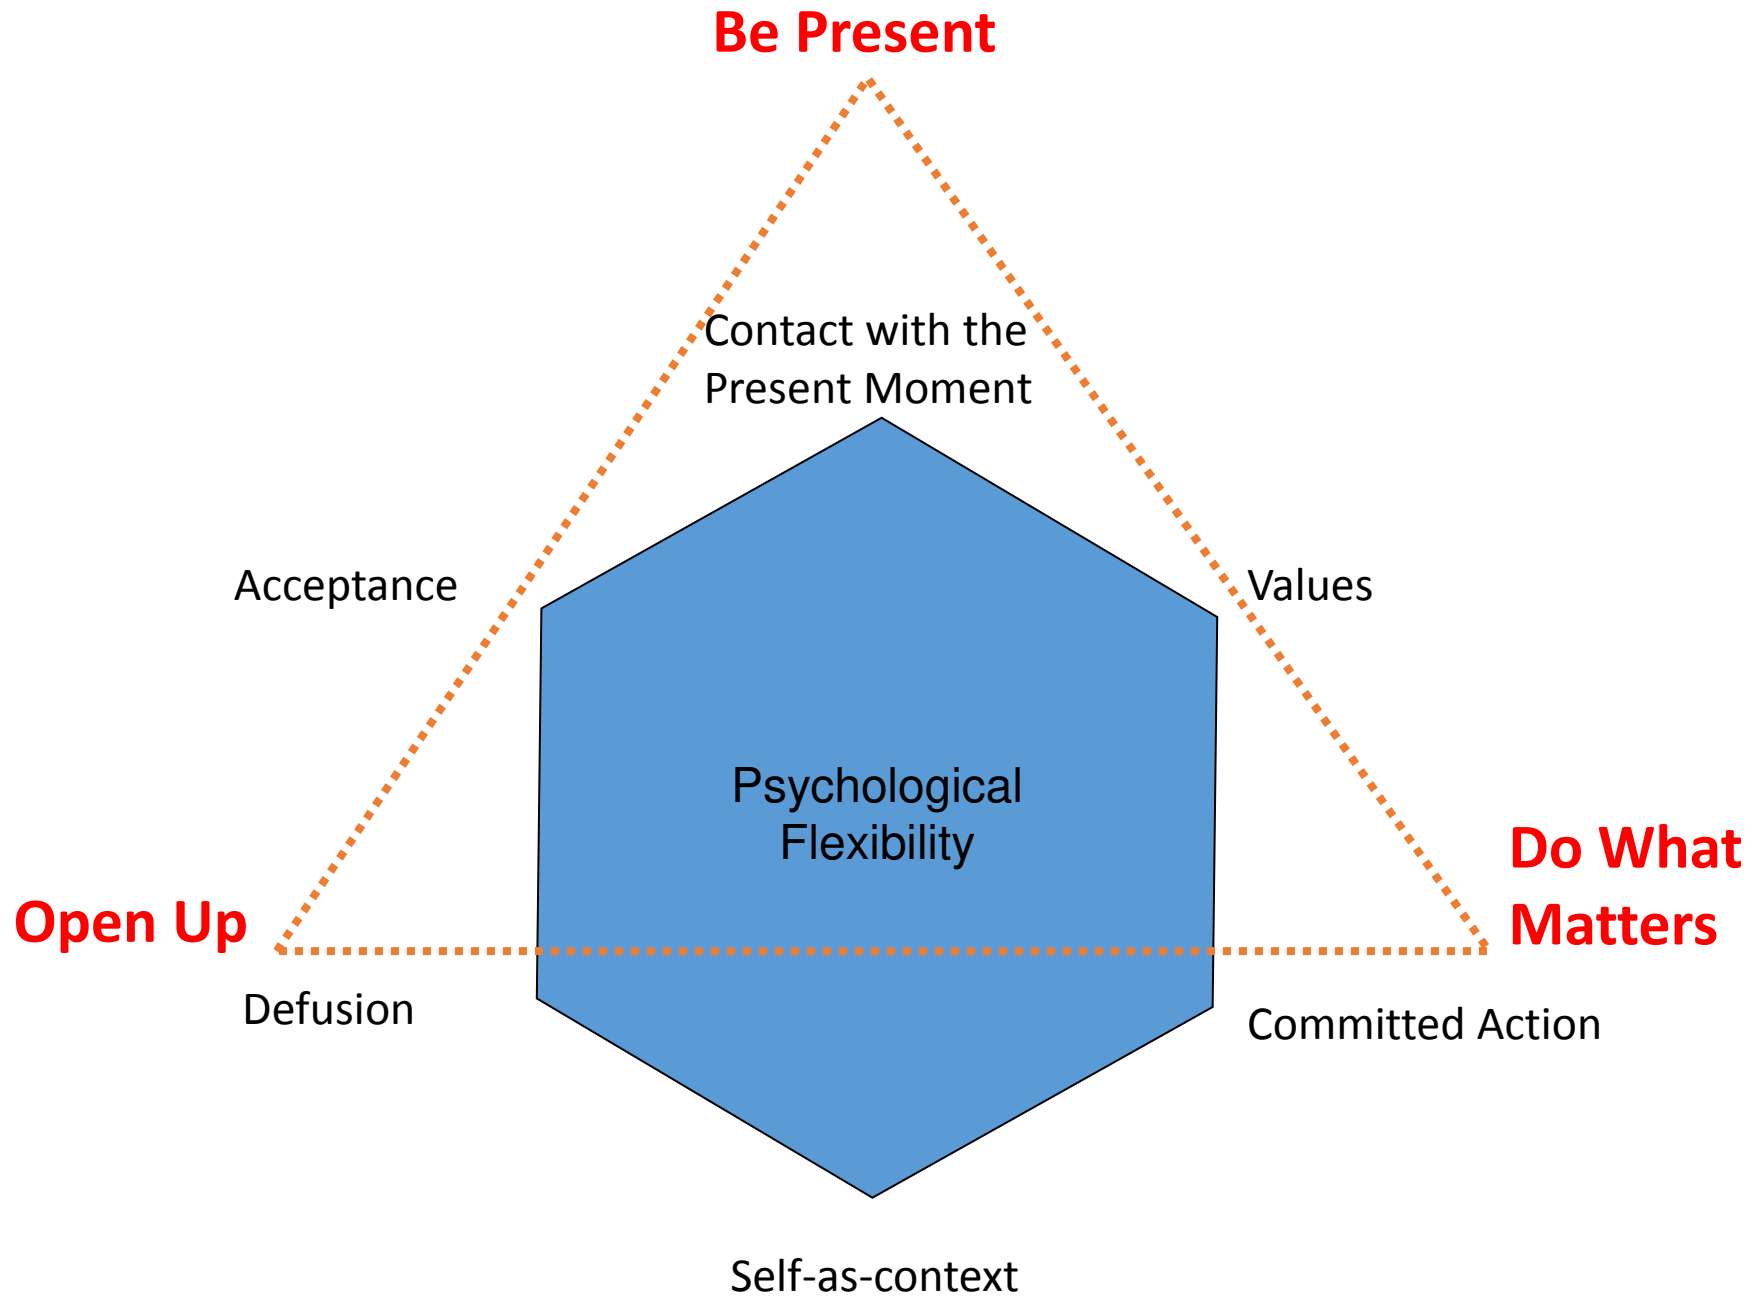 Be Present
Contact with the
Present Moment
Acceptance
Values
Psychological
Flexibility
Open Up
Do What
Matters
Defusion
Committed Action
Self-as-context